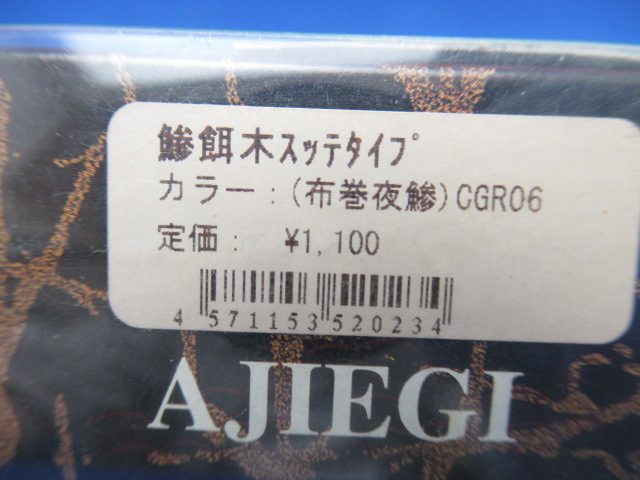 鯵餌木ｽｯﾃﾀｲﾌﾟ
カラー：(布巻夜鯵)CGR06
定価： ¥1,100
4 571153 520234
AJIEGI